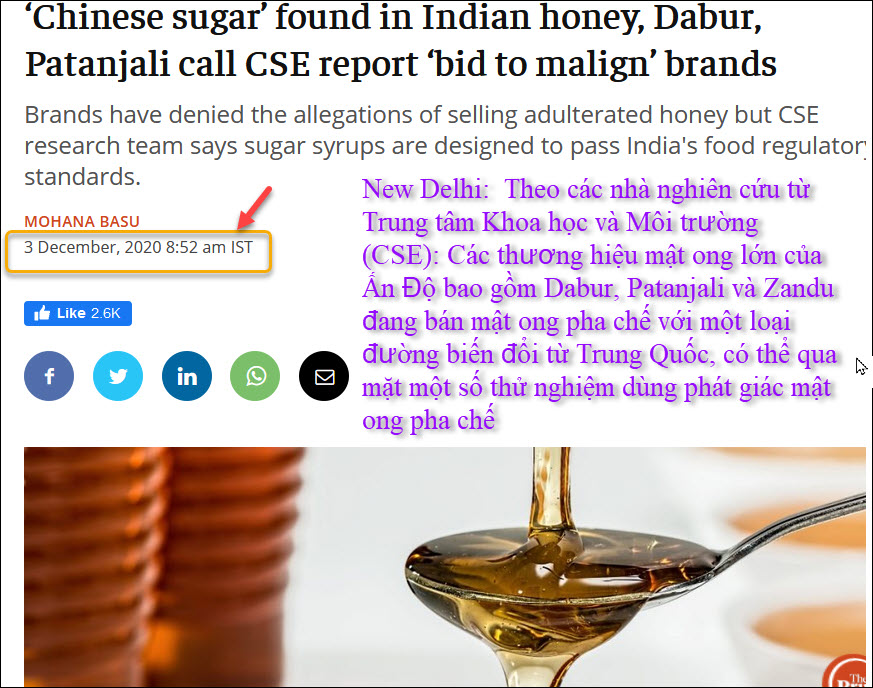 ‘Chinese sugar’ found in Indian honey, Dabur,
Patanjali call CSE report ‘bid to malign’ brands
Brands have denied the allegations of selling adulterated honey but CSE
research team says sugar syrups are designed to pass India's food regulatory
standards.
MOHANA BASU
3 December, 2020 8:52 am IST
Like 2.6K
New Delhi: Theo các nhà nghiên cứu từ
Trung tâm Khoa học và Môi trường
(CSE): Các thương hiệu mật ong lớn của
Ấn Độ bao gồm Dabur, Patanjali và Zandu
đang bán mật ong pha chế với một loại
đường biến đổi từ Trung Quốc, có thể qua
mặt một số thử nghiệm dùng phát giác mật
ong pha chế
The